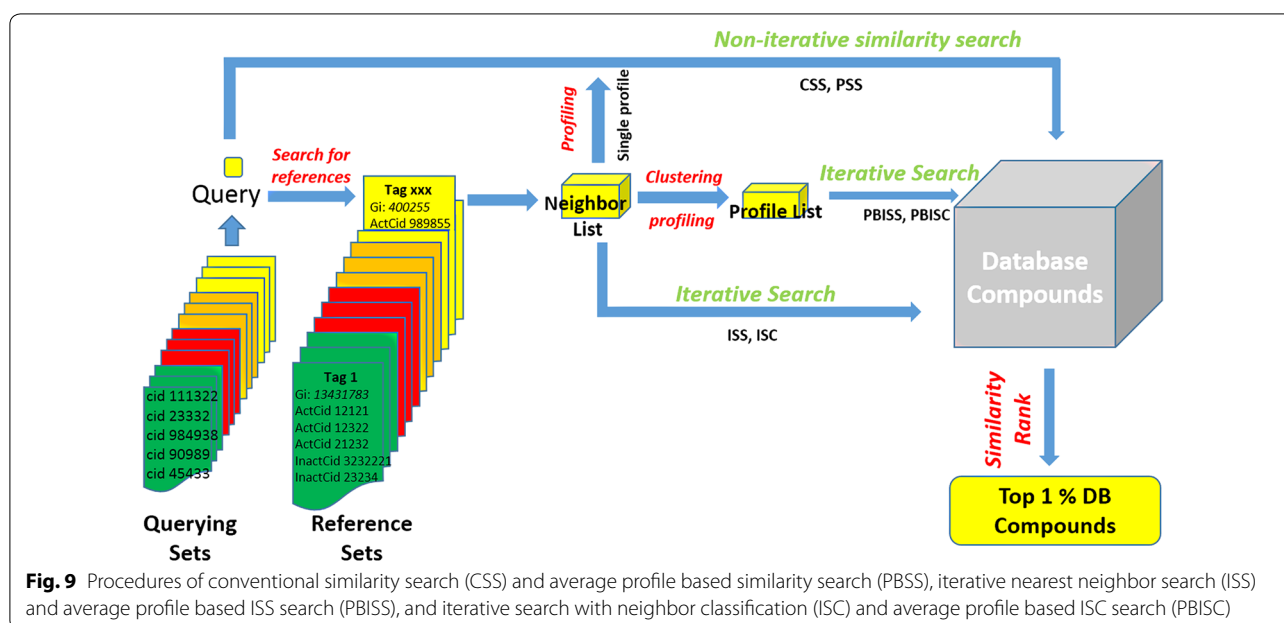 Non-iterative similarity search
CSS, PSS
Profiling
Single profile
Search for
references
Query
Tag xxx
Gi: 400255
ActCid 989855
Neighbor
List
Clustering
profiling
Profile List
Iterative Search
PBISS, PBISC
Database
Compounds
Iterative Search
ISS, ISC
cid 111322
cid 23332
cid 984938
cid 90989
cid 45433
Tag 1
Gi: 13431783
ActCid 12121
ActCid 12322
ActCid 21232
InactCid 3232221
InactCid 23234
Similarity
Rank
Top 1 % DB
Compounds
Querying
Sets
Reference
Sets
Fig. 9 Procedures of conventional similarity search (CSS) and average profile based similarity search (PBSS), iterative nearest neighbor search (ISS)
and average profile based ISS search (PBISS), and iterative search with neighbor classification (ISC) and average profile based ISC search (PBISC)